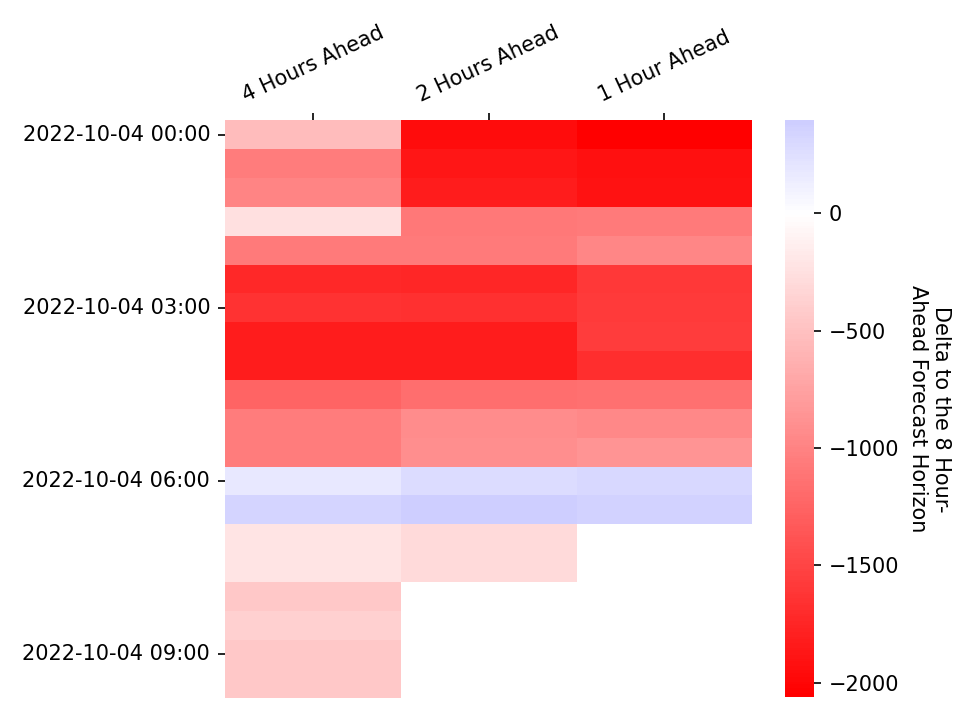 4 Hours Ahead
2 Hours Ahead
1 Hour Ahead
2022-10-04 00:00
2022-10-04 03:00
2022-10-04 06:00
2022-10-04 09:00
0
−500
−1000
−1500
−2000
Delta to the 8 Hour-
Ahead Forecast Horizon